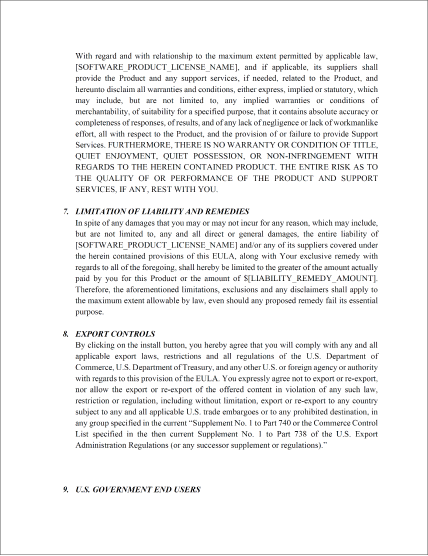 With regard and with relationship to the maximum extent permitted by applicable law,
[SOFTWARE_PRODUCT_LICENSE_NAME], and if applicable, its suppliers shall
provide the Product and any support services, if needed, related to the Product, and
hereunto disclaim all warranties and conditions, either express, implied or statutory, which
may include, but are not limited to, any implied warranties or conditions of
merchantability, of suitability for a specified purpose, that it contains absolute accuracy or
completeness of responses, of results, and of any lack of negligence or lack of workmanlike
effort, all with respect to the Product, and the provision of or failure to provide Support
Services. FURTHERMORE, THERE IS NO WARRANTY OR CONDITION OF TITLE,
QUIET ENJOYMENT, QUIET POSSESSION, OR NON-INFRINGEMENT WITH
REGARDS TO THE HEREIN CONTAINED PRODUCT. THE ENTIRE RISK AS TO
THE QUALITY OF OR PERFORMANCE OF THE PRODUCT AND SUPPORT
SERVICES, IF ANY, REST WITH YOU.
7. LIMITATION OF LIABILITY AND REMEDIES
In spite of any damages that you may or may not incur for any reason, which may include,
but are not limited to, any and all direct or general damages, the entire liability of
[SOFTWARE_PRODUCT_LICENSE_NAME] and/or any of its suppliers covered under
the herein contained provisions of this EULA, along with Your exclusive remedy with
regards to all of the foregoing, shall hereby be limited to the greater of the amount actually
paid by you for this Product or the amount of $[LIABILITY_REMEDY_AMOUNT].
Therefore, the aforementioned limitations, exclusions and any disclaimers shall apply to
the maximum extent allowable by law, even should any proposed remedy fail its essential
purpose.
8. EXPORT CONTROLS
By clicking on the install button, you hereby agree that you will comply with any and all
applicable export laws, restrictions and all regulations of the U.S. Department of
Commerce, U.S. Department of Treasury, and any other U.S. or foreign agency or authority
with regards to this provision of the EULA. You expressly agree not to export or re-export,
nor allow the export or re-export of the offered content in violation of any such law,
restriction or regulation, including without limitation, export or re-export to any country
subject to any and all applicable U.S. trade embargoes or to any prohibited destination, in
any group specified in the current “Supplement No. 1 to Part 740 or the Commerce Control
List specified in the then current Supplement No. 1 to Part 738 of the U.S. Export
Administration Regulations (or any successor supplement or regulations).”
9. U.S. GOVERNMENT END USERS